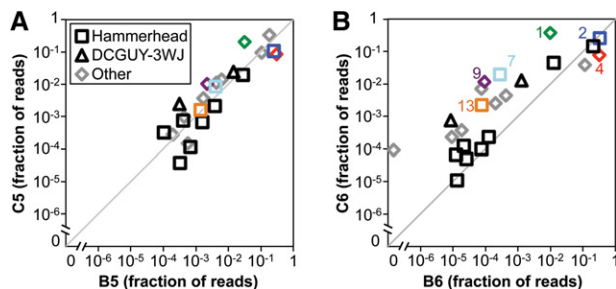 A
B
Hammerhead
DCGUY-3WJ
Other
C5 (fraction of reads)
1
10-1
10-2
10-3
10-4
10-5
10-6
0
0 10-6 10-5 10-4 10-3 10-2 10-1 1
B5 (fraction of reads)
C6 (fraction of reads)
1
10-1
10-2
10-3
10-4
10-5
10-6
0
1
2
4
7
9
13
0 10-6 10-5 10-4 10-3 10-2 10-1 1
B6 (fraction of reads)